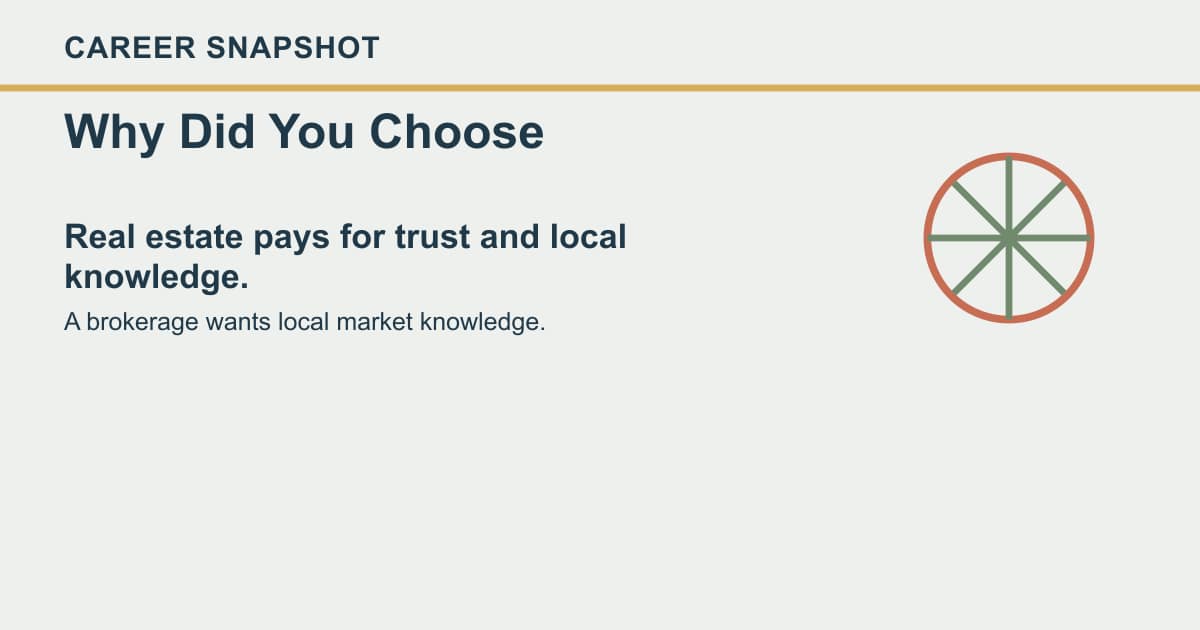 CAREER SNAPSHOT
Why Did You Choose
Real estate pays for trust and local
knowledge.
A brokerage wants local market knowledge.